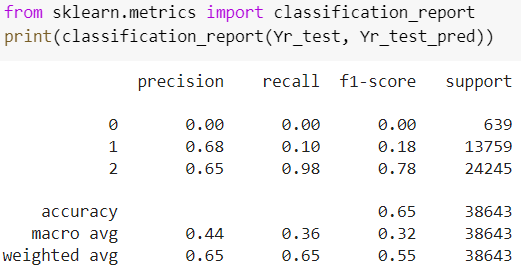 from sklearn.metrics import classification_report
print(classification_report(Yr_test, Yr_test_pred))
precision recall f1-score support
0 0.00 0.00 0.00 639
1 0.68 0.10 0.18 13759
2 0.65 0.98 0.78 24245
accuracy 0.65 38643
macro avg 0.44 0.36 0.32 38643
weighted avg 0.65 0.65 0.55 38643